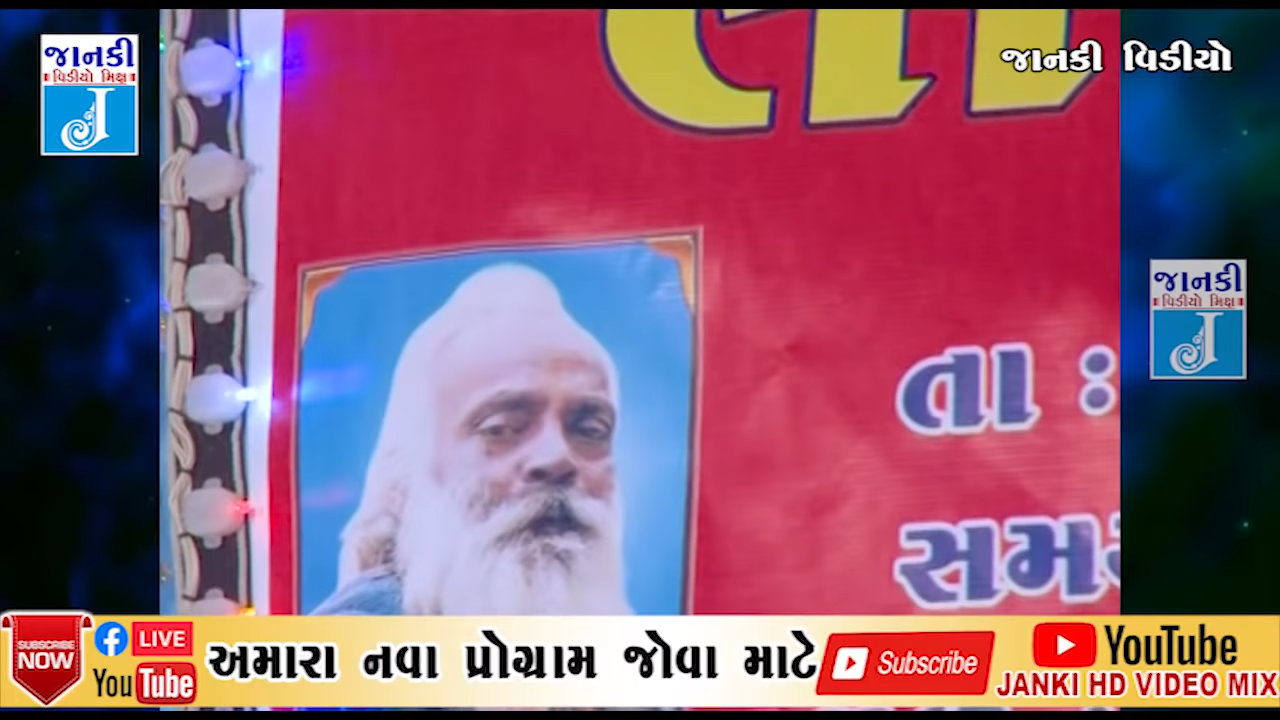 જાનકી
વિડીયો મિક્ષ
J
જાનકી વિડીયો
જાનકી
વિડીયો મિક્ષ
J
તા :
SUBSCRIBE
NOW
LIVE
YouTube
અમારા નવા પ્રોગ્રામ જોવા માટે
Subscribe
YouTube
JANKI HD VIDEO MIX